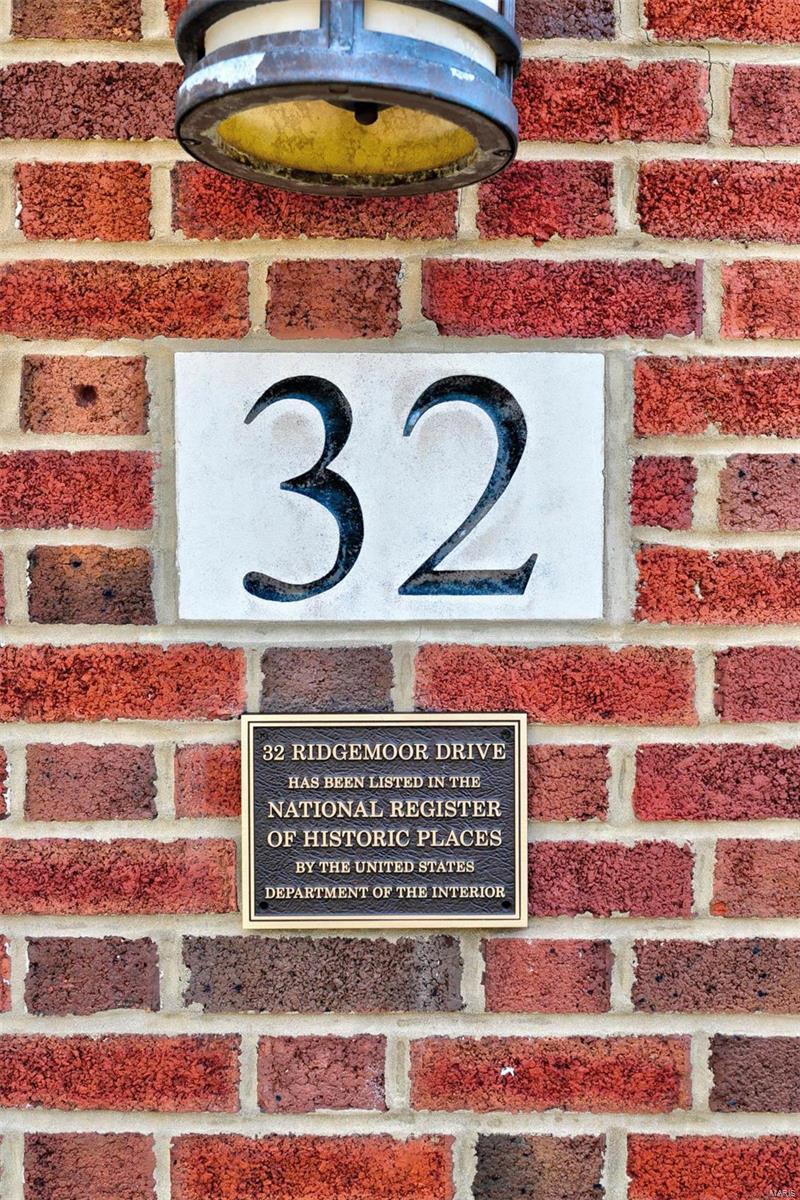 32
32 RIDGEMOOR DRIVE
HAS BEEN LISTED IN THE
NATIONAL REGISTER
OF HISTORIC PLACES
BY THE UNITED STATES
DEPARTMENT OF THE INTERIOR
MARIS